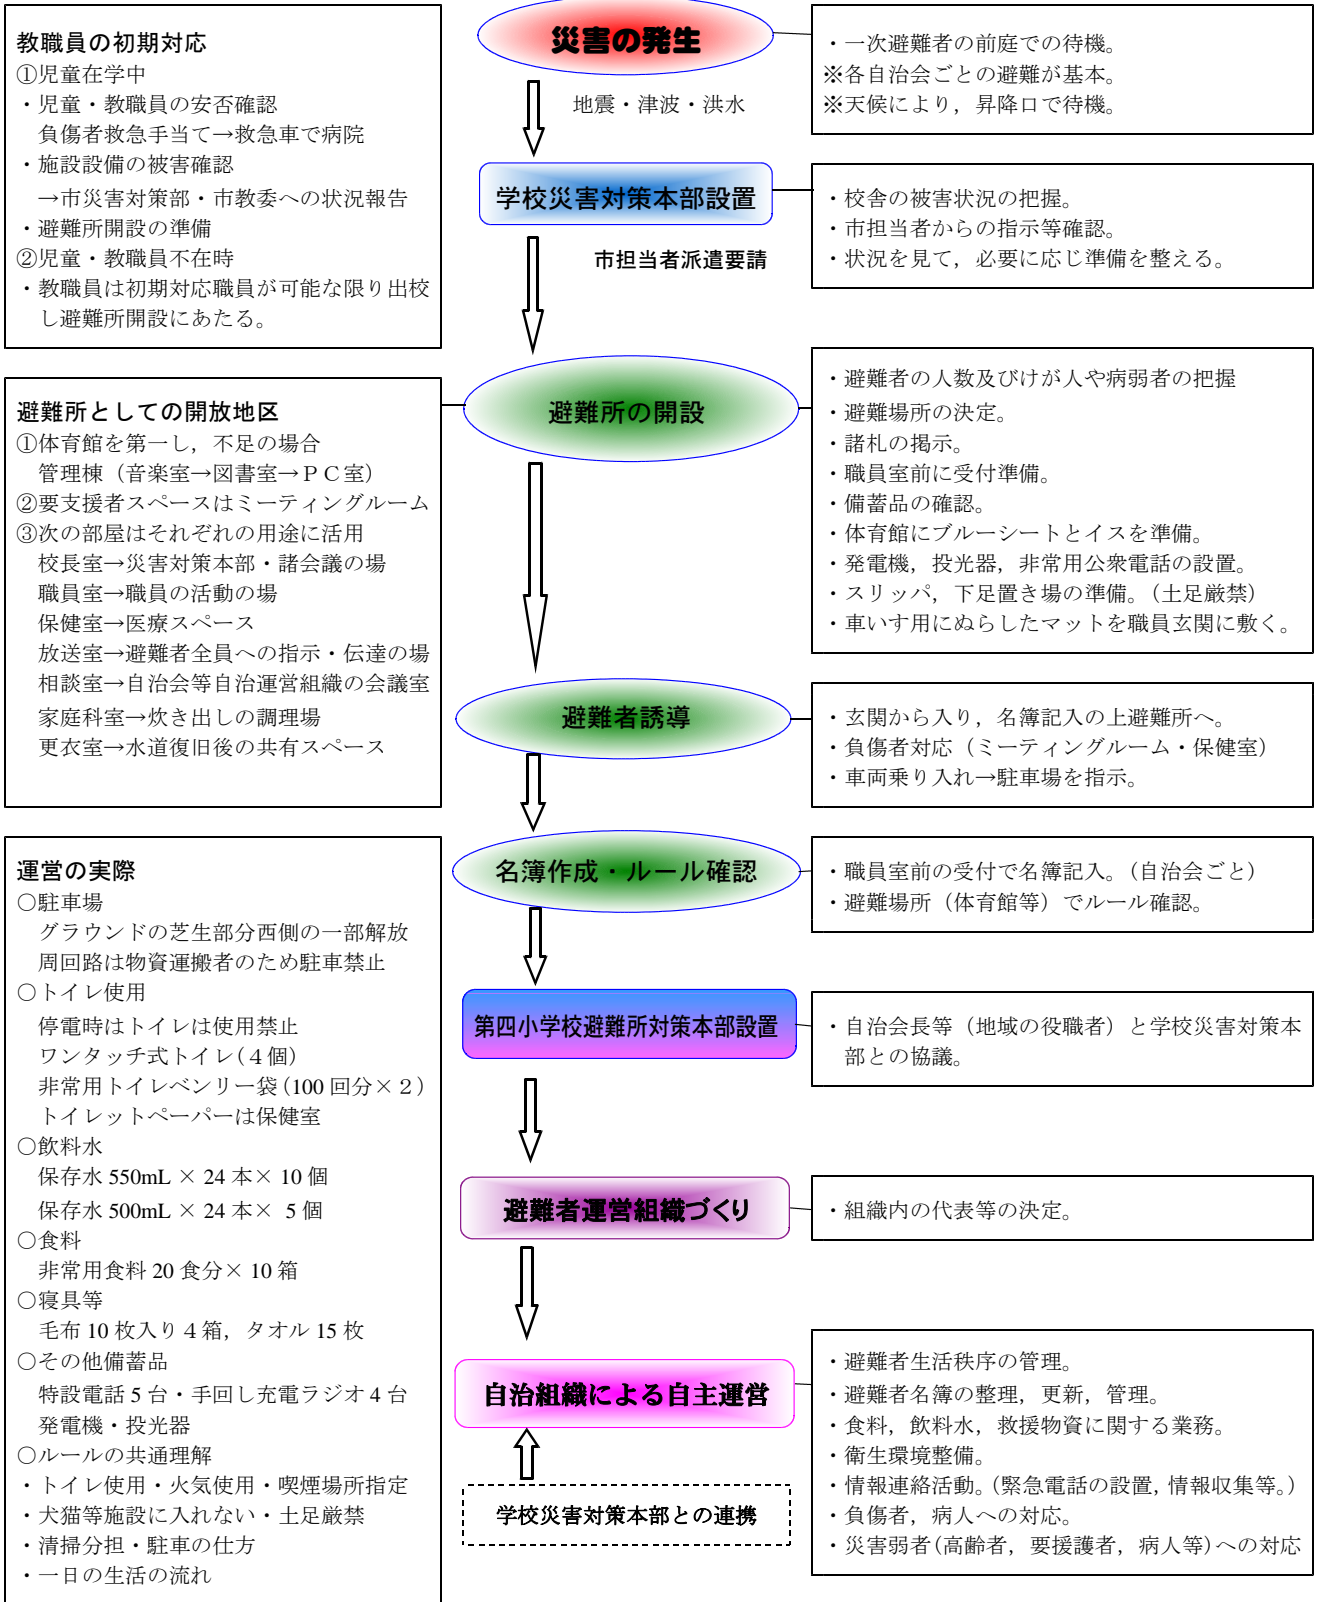 教職員の初期対応
①児童在学中
・児童・教職員の安否確認
負傷者救急手当て→救急車で病院
・施設設備の被害確認
→市災害対策部・市教委への状況報告
・避難所開設の準備
②児童・教職員不在時
・教職員は初期対応職員が可能な限り出校
し避難所開設にあたる。
避難所としての開放地区
①体育館を第一し，不足の場合
管理棟（音楽室→図書室→ＰＣ室）
②要支援者スペースはミーティングルーム
③次の部屋はそれぞれの用途に活用
校長室→災害対策本部・諸会議の場
職員室→職員の活動の場
保健室→医療スペース
放送室→避難者全員への指示・伝達の場
相談室→自治会等自治運営組織の会議室
家庭科室→炊き出しの調理場
更衣室→水道復旧後の共有スペース
運営の実際
○駐車場
グラウンドの芝生部分西側の一部解放
周回路は物資運搬者のため駐車禁止
○トイレ使用
停電時はトイレは使用禁止
ワンタッチ式トイレ（４個）
非常用トイレベンリー袋（100 回分×２）
トイレットペーパーは保健室
○飲料水
保存水 550mL × 24 本× 10 個
保存水 500mL × 24 本× 5 個
○食料
非常用食料 20 食分× 10 箱
○寝具等
毛布 10 枚入り４箱，タオル 15 枚
○その他備蓄品
特設電話５台・手回し充電ラジオ４台
発電機・投光器
○ルールの共通理解
・トイレ使用・火気使用・喫煙場所指定
・犬猫等施設に入れない・土足厳禁
・清掃分担・駐車の仕方
・一日の生活の流れ
災害の発生
地震・津波・洪水
学校災害対策本部設置
市担当者派遣要請
避難所の開設
避難者誘導
名簿作成・ルール確認
第四小学校避難所対策本部設置
避難者運営組織づくり
自治組織による自主運営
学校災害対策本部との連携
・一次避難者の前庭での待機。
※各自治会ごとの避難が基本。
※天候により，昇降口で待機。
・校舎の被害状況の把握。
・市担当者からの指示等確認。
・状況を見て，必要に応じ準備を整える。
・避難者の人数及びけが人や病弱者の把握
・避難場所の決定。
・諸札の掲示。
・職員室前に受付準備。
・備蓄品の確認。
・体育館にブルーシートとイスを準備。
・発電機，投光器，非常用公衆電話の設置。
・スリッパ，下足置き場の準備。（土足厳禁）
・車いす用にぬらしたマットを職員玄関に敷く。
・玄関から入り，名簿記入の上避難所へ。
・負傷者対応（ミーティングルーム・保健室）
・車両乗り入れ→駐車場を指示。
・職員室前の受付で名簿記入。（自治会ごと）
・避難場所（体育館等）でルール確認。
・自治会長等（地域の役職者）と学校災害対策本
部との協議。
・組織内の代表等の決定。
・避難者生活秩序の管理。
・避難者名簿の整理，更新，管理。
・食料，飲料水，救援物資に関する業務。
・衛生環境整備。
・情報連絡活動。（緊急電話の設置，情報収集等。）
・負傷者，病人への対応。
・災害弱者（高齢者，要援護者，病人等）への対応